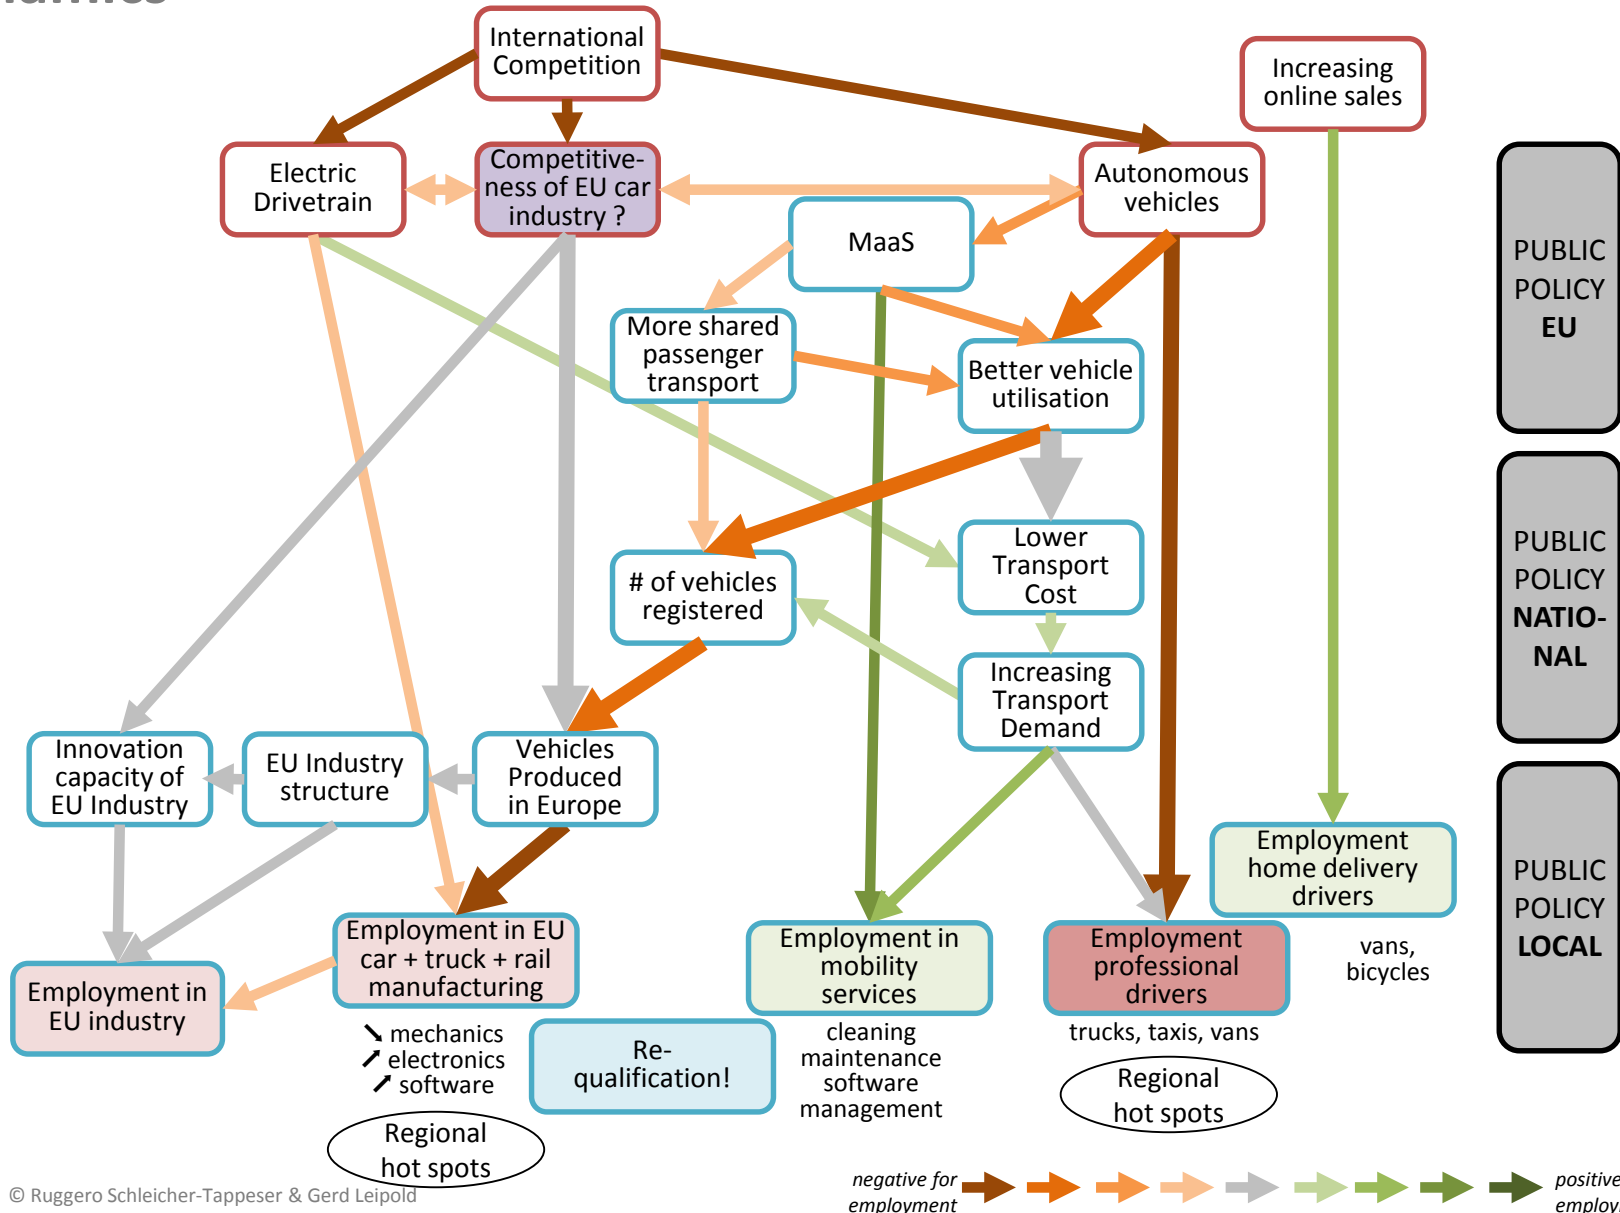 International
Competition
Increasing
online sales
Electric
Drivetrain
Competitive-
ness of EU car
industry ?
Autonomous
vehicles
MaaS
PUBLIC
POLICY
EU
More shared
passenger
transport
Better vehicle
utilisation
Lower
Transport
Cost
# of vehicles
registered
PUBLIC
POLICY
NATIO-
NAL
Increasing
Transport
Demand
Innovation
capacity of
EU Industry
EU Industry
structure
Vehicles
Produced
in Europe
Employment
home delivery
drivers
vans,
bicycles
PUBLIC
POLICY
LOCAL
Employment in
EU industry
Employment in EU
car + truck + rail
manufacturing
Employment in
mobility
services
Employment
professional
drivers
mechanics
electronics
software
Re-
qualification!
cleaning
maintenance
software
management
trucks, taxis, vans
Regional
hot spots
Regional
hot spots
© Ruggero Schleicher-Tappeser & Gerd Leipold
negative for
employment
positive